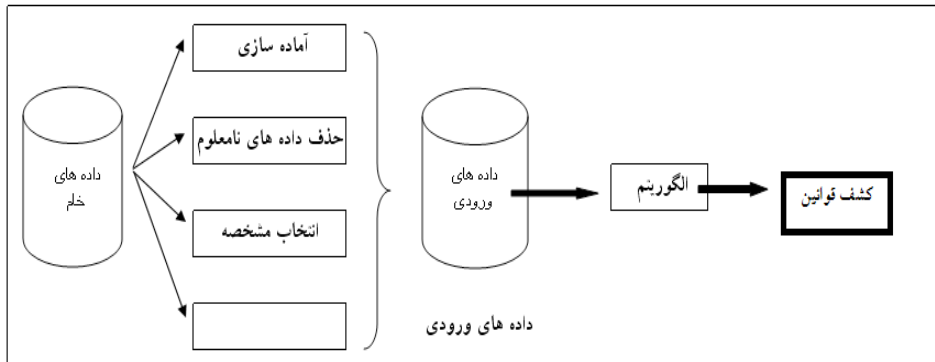 آماده سازی
حذف داده های نامعلوم
انتخاب مشخصه
داده های
خام
داده های
ورودی
الگوریتم
کشف قوانین
داده های ورودی